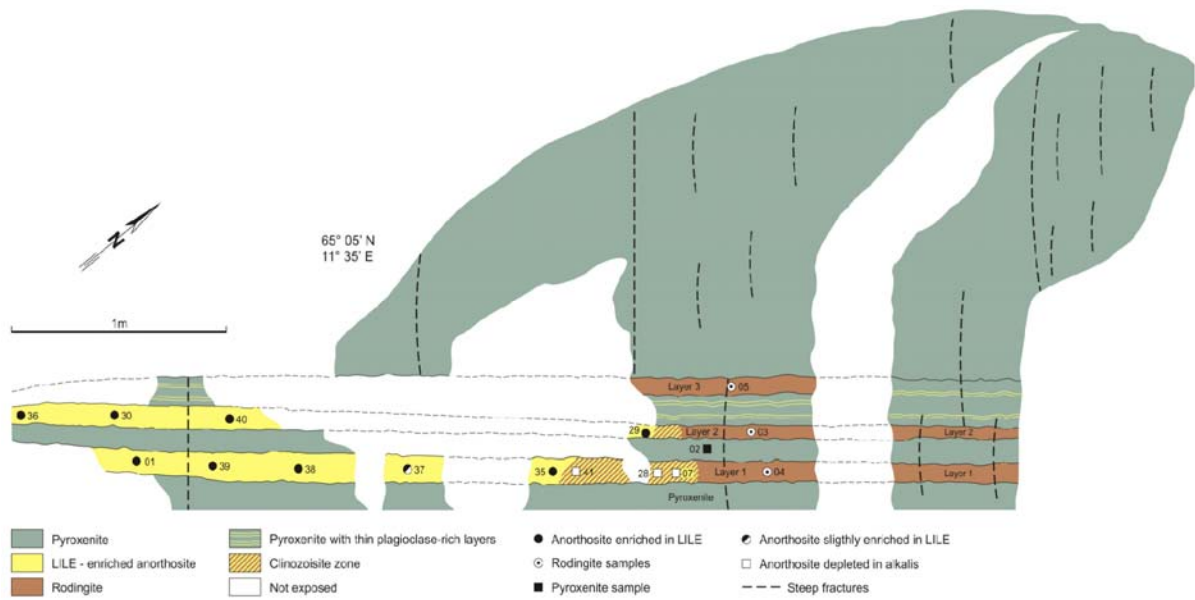 N
65° 05' N
11° 35' E
1m
Layer 3
05
36
30
40
29
Layer 2
03
Layer 2
02
01
39
38
37
35
41
28
07
Layer 1
04
Layer 1
Pyroxenite
Pyroxenite
Pyroxenite with thin plagioclase-rich layers
Anorthosite enriched in LILE
Anorthosite sligthly enriched in LILE
LILE - enriched anorthosite
Clinozoisite zone
Rodingite samples
Anorthosite depleted in alkalis
Rodingite
Not exposed
Pyroxenite sample
Steep fractures